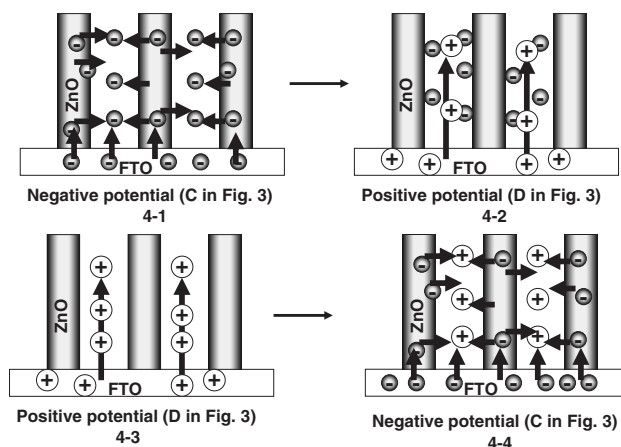 ZnO
FTO
Negative potential (C in Fig. 3)
4-1
ZnO
FTO
Positive potential (D in Fig. 3)
4-2
ZnO
FTO
Positive potential (D in Fig. 3)
4-3
ZnO
FTO
Negative potential (C in Fig. 3)
4-4